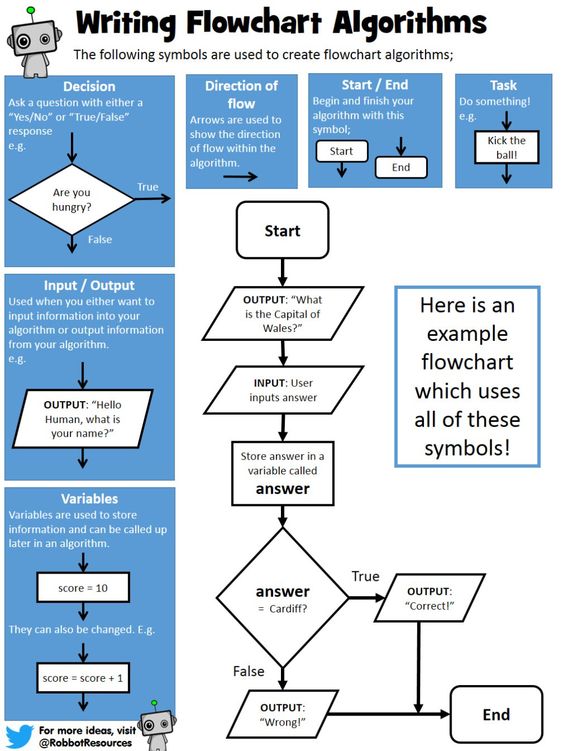 Writing Flowchart Algorithms
The following symbols are used to create flowchart algorithms;
Decision
Ask a question with either a
“Yes/No” or “True/False”
response
e.g.
Are you
hungry?
True
False
Direction of
flow
Arrows are used to
show the direction
of flow within the
algorithm.
Start / End
Begin and finish your
algorithm with this
symbol;
Start
End
Task
Do something!
e.g.
Kick the
ball!
Input / Output
Used when you either want to
input information into your
algorithm or output information
from your algorithm.
e.g.
OUTPUT: “Hello
Human, what is
your name?”
Variables
Variables are used to store
information and can be called up
later in an algorithm.
score = 10
They can also be changed. E.g.
score = score + 1
For more ideas, visit
@RobbotResources
Start
OUTPUT: “What
is the Capital of
Wales?”
INPUT: User
inputs answer
Store answer in a
variable called
answer
answer
= Cardiff?
True
OUTPUT:
“Correct!”
False
OUTPUT:
“Wrong!”
End
Here is an
example
flowchart
which uses
all of these
symbols!